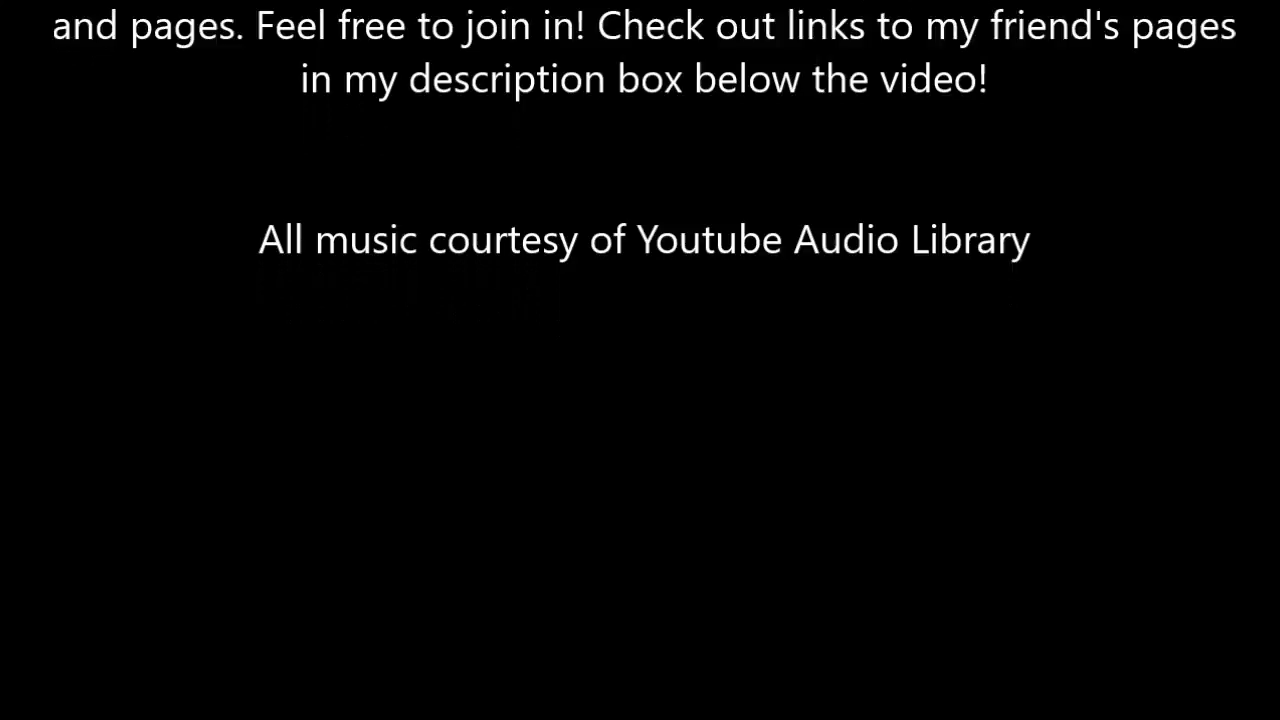 and pages. Feel free to join in! Check out links to my friend's pages
in my description box below the video!
All music courtesy of Youtube Audio Library